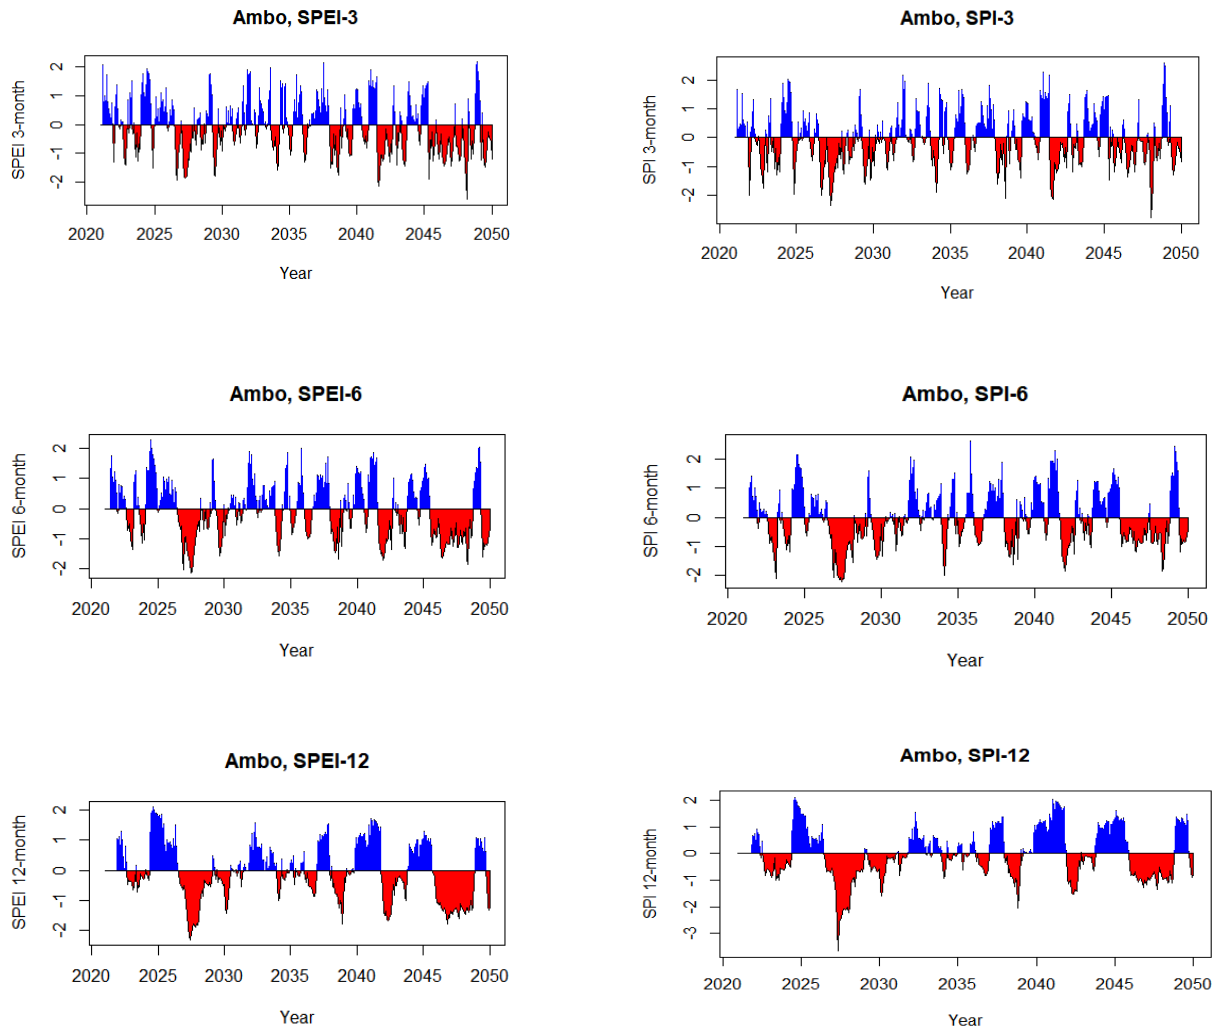 Ambo, SPEI-3
SPEI 3-month
2
1
0
-1
-2
2020 2025 2030 2035 2040 2045 2050
Year
Ambo, SPI-3
SPI 3-month
2
1
0
-1
-2
2020 2025 2030 2035 2040 2045 2050
Year
Ambo, SPEI-6
SPEI 6-month
2
1
0
-1
-2
2020 2025 2030 2035 2040 2045 2050
Year
Ambo, SPI-6
SPI 6-month
2
1
0
-1
-2
2020 2025 2030 2035 2040 2045 2050
Year
Ambo, SPEI-12
SPEI 12-month
2
1
0
-1
-2
2020 2025 2030 2035 2040 2045 2050
Year
Ambo, SPI-12
SPI 12-month
2
1
0
-1
-2
-3
2020 2025 2030 2035 2040 2045 2050
Year